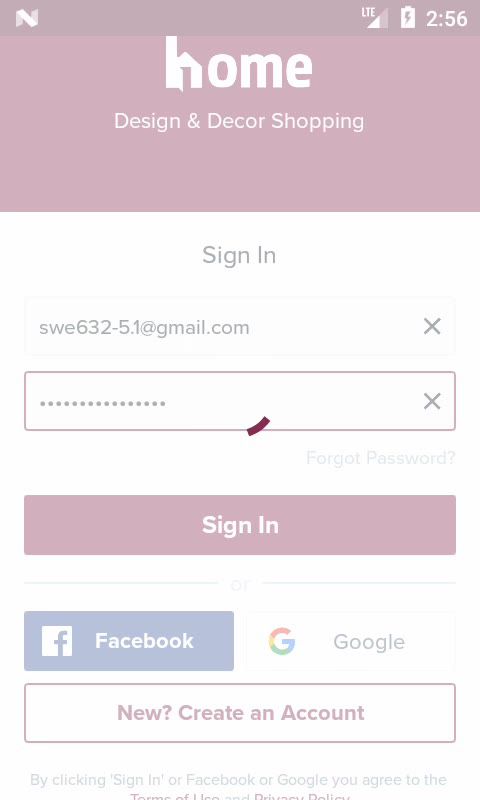 LTE 2:56
home
Design & Decor Shopping
Sign In
swe632-5.1@gmail.com
••••••••••••••••
Forgot Password?
Sign In
or
Facebook
Google
New? Create an Account
By clicking 'Sign In' or Facebook or Google you agree to the
Terms of Use and Privacy Policy